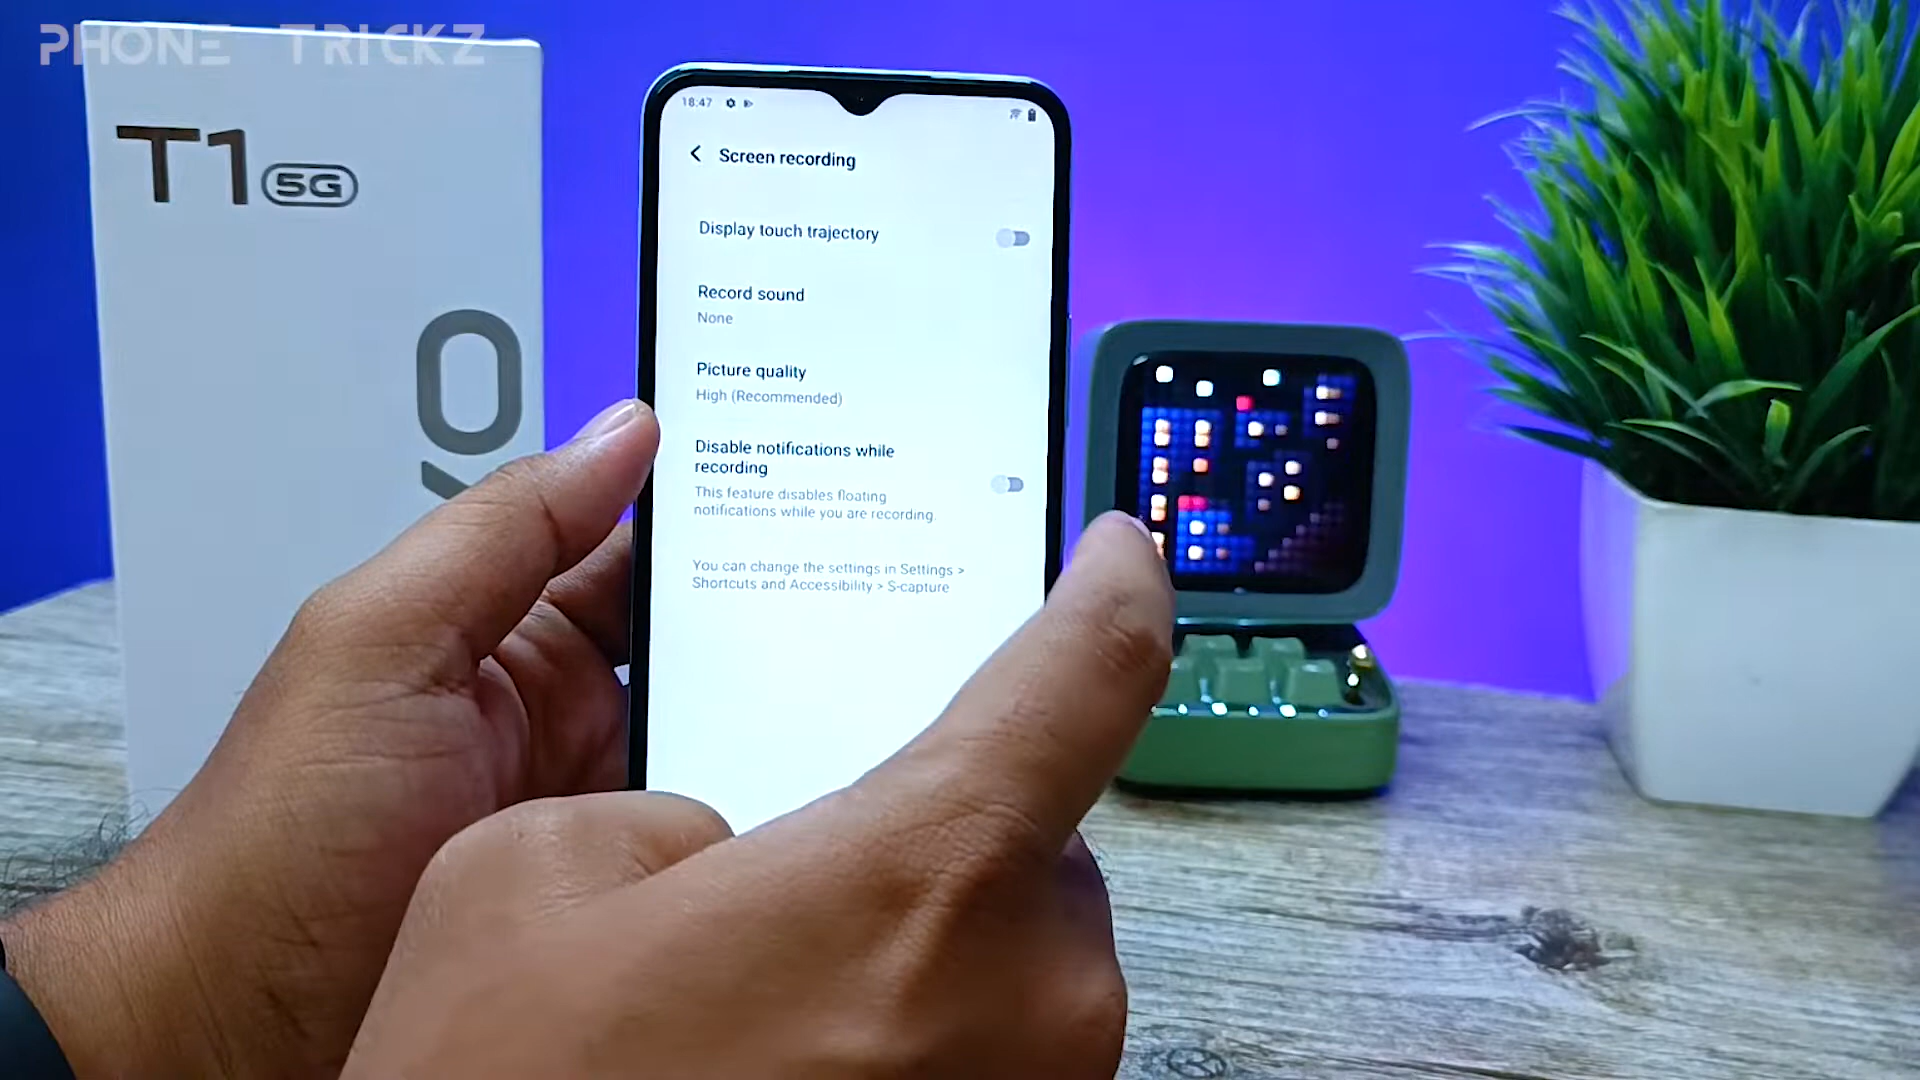 PHONE TRICKZ
T1 5G
18:47
Screen recording
Display touch trajectory
Record sound
None
Picture quality
High (Recommended)
Disable notifications while
recording
This feature disables floating
notifications while you are recording.
You can change the settings in Settings >
Shortcuts and Accessibility > S-capture